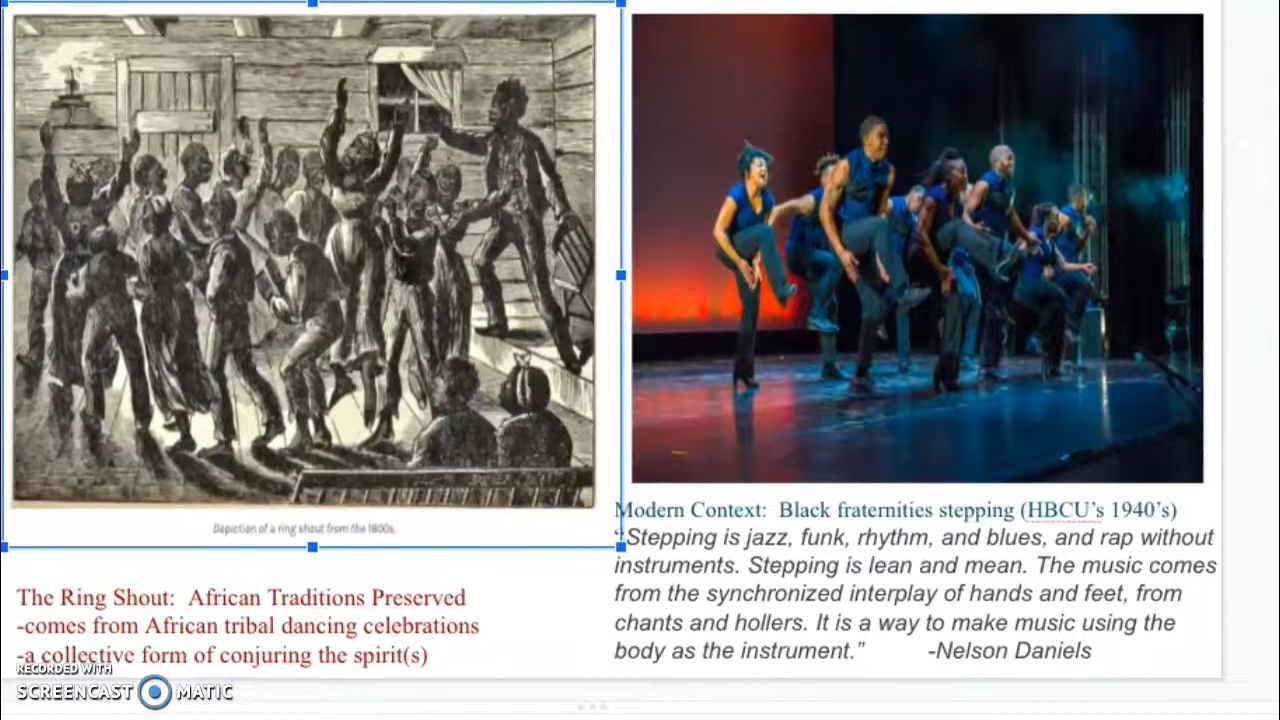 Depiction of a ring shout from the 1800s.
The Ring Shout: African Traditions Preserved
-comes from African tribal dancing celebrations
-a collective form of conjuring the spirit(s)
Modern Context: Black fraternities stepping (HBCU's 1940's)
“Stepping is jazz, funk, rhythm, and blues, and rap without
instruments. Stepping is lean and mean. The music comes
from the synchronized interplay of hands and feet, from
chants and hollers. It is a way to make music using the
body as the instrument.” -Nelson Daniels
RECORDED WITH
SCREENCAST MATIC